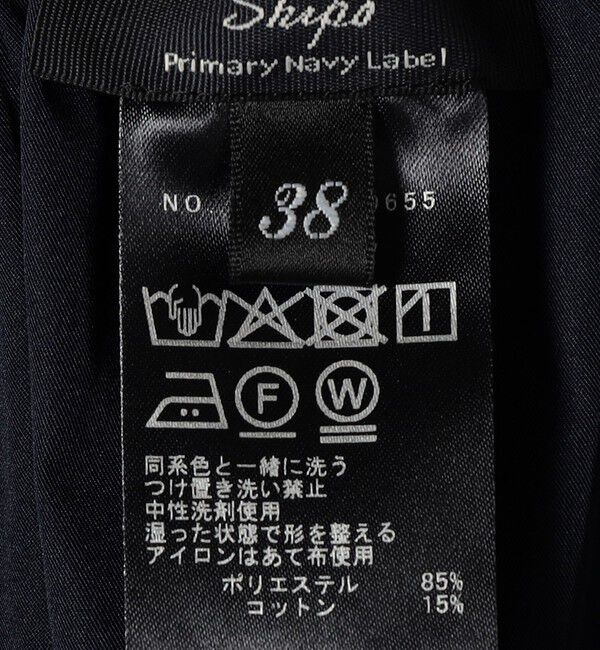 Ships
Primary Navy Label
38
NO. 655
F W
同系色と一緒に洗う
つけ置き洗い禁止
中性洗剤使用
湿った状態で形を整える
アイロンはあて布使用
ポリエステル 85%
コットン 15%